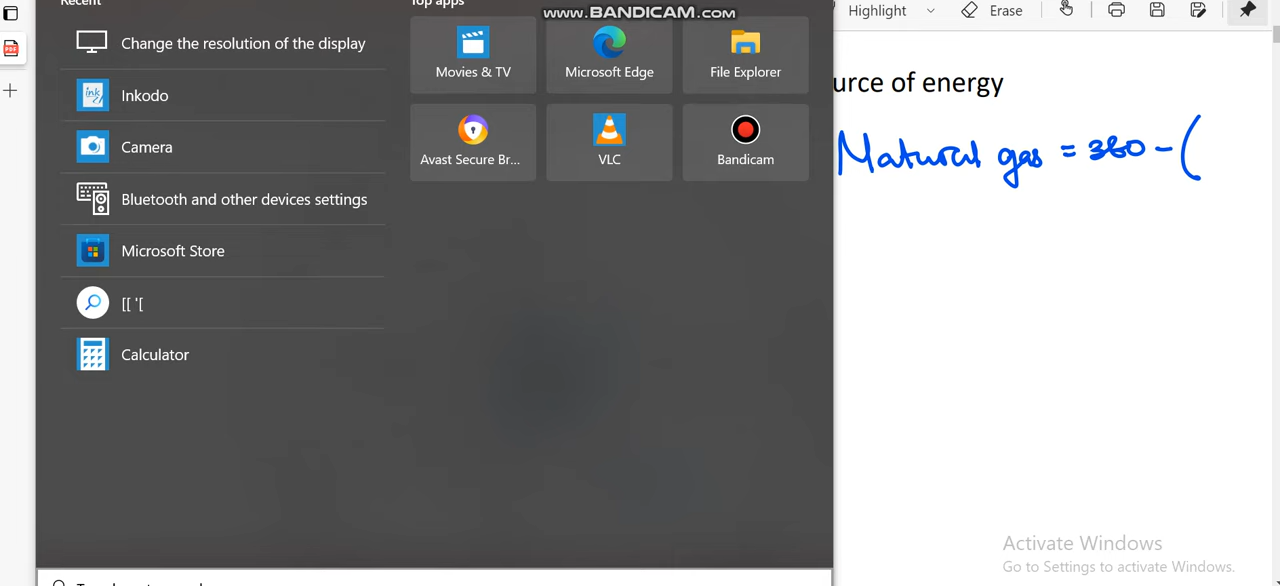 Recent
Top apps
www.BANDICAM.com
Highlight
Erase
Change the resolution of the display
Inkodo
Camera
Bluetooth and other devices settings
Microsoft Store
[[ '[
Calculator
Movies & TV
Microsoft Edge
File Explorer
Avast Secure Br...
VLC
Bandicam
urce of energy
Natural gas = 360 - (
Activate Windows
Go to Settings to activate Windows.